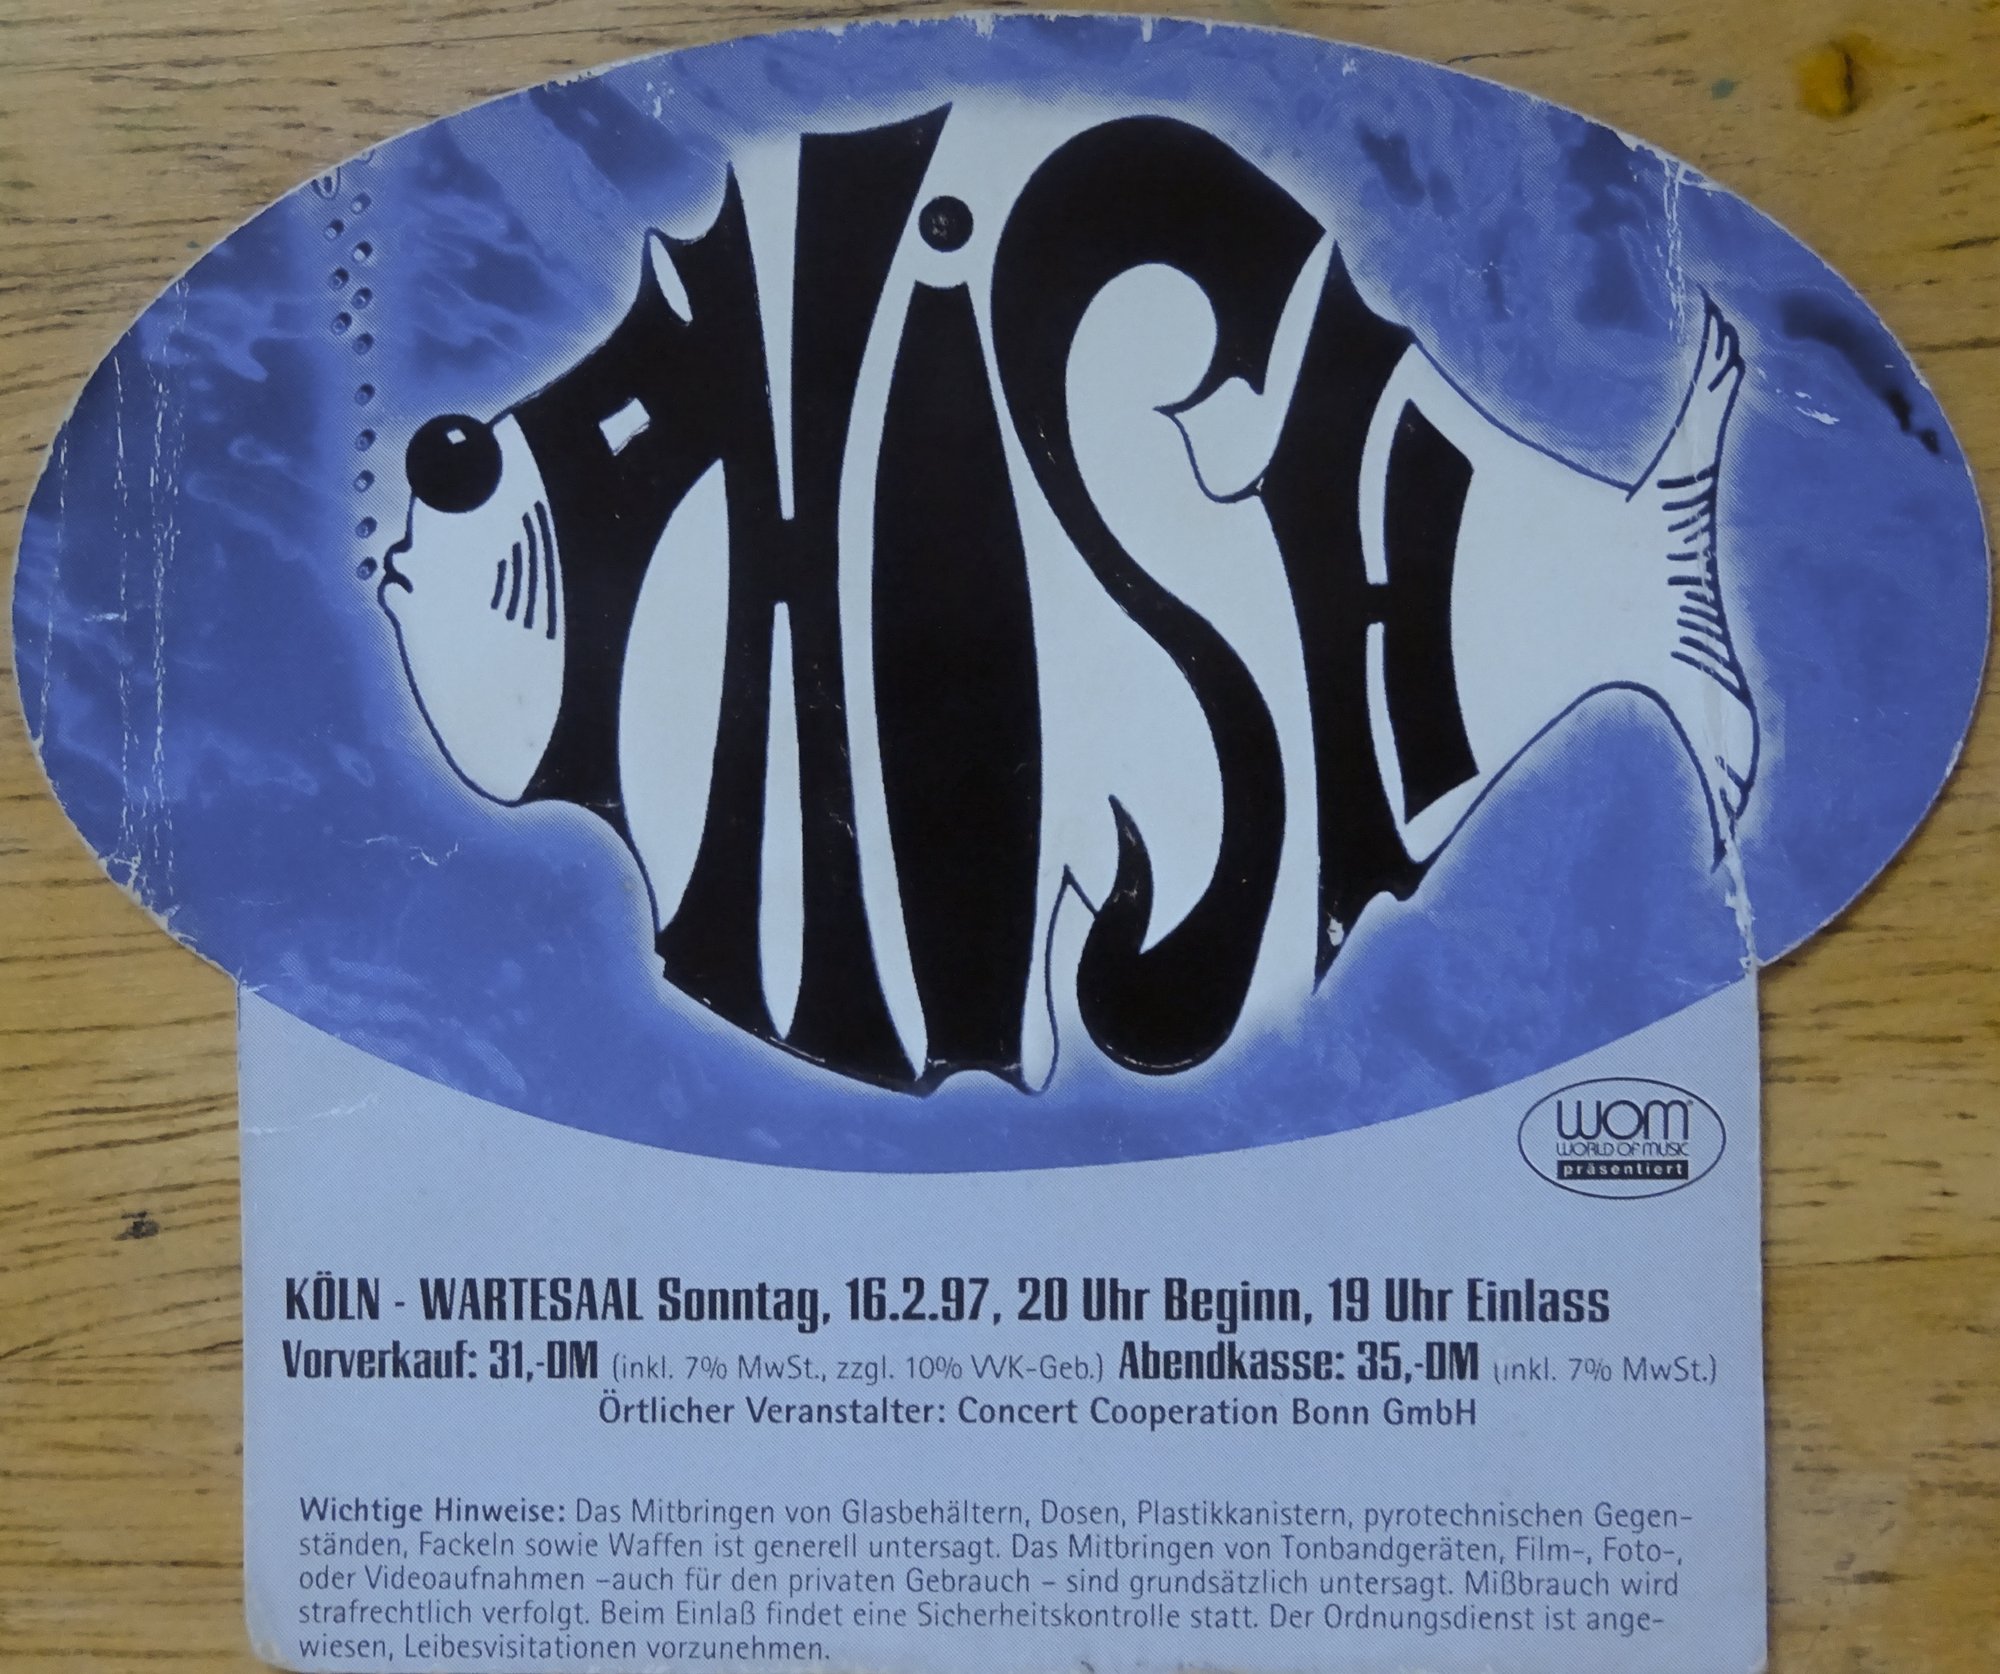 PHiSH
WOM
WORLD OF MUSIC
präsentiert
KÖLN - WARTESAAL Sonntag, 16.2.97, 20 Uhr Beginn, 19 Uhr Einlass
Vorverkauf: 31,-DM (inkl. 7% MwSt., zzgl. 10% VVK-Geb.) Abendkasse: 35,-DM (inkl. 7% MwSt.)
Örtlicher Veranstalter: Concert Cooperation Bonn GmbH
Wichtige Hinweise: Das Mitbringen von Glasbehältern, Dosen, Plastikkanistern, pyrotechnischen Gegen-
ständen, Fackeln sowie Waffen ist generell untersagt. Das Mitbringen von Tonbandgeräten, Film-, Foto-,
oder Videoaufnahmen –auch für den privaten Gebrauch – sind grundsätzlich untersagt. Mißbrauch wird
strafrechtlich verfolgt. Beim Einlaß findet eine Sicherheitskontrolle statt. Der Ordnungsdienst ist ange-
wiesen, Leibesvisitationen vorzunehmen.